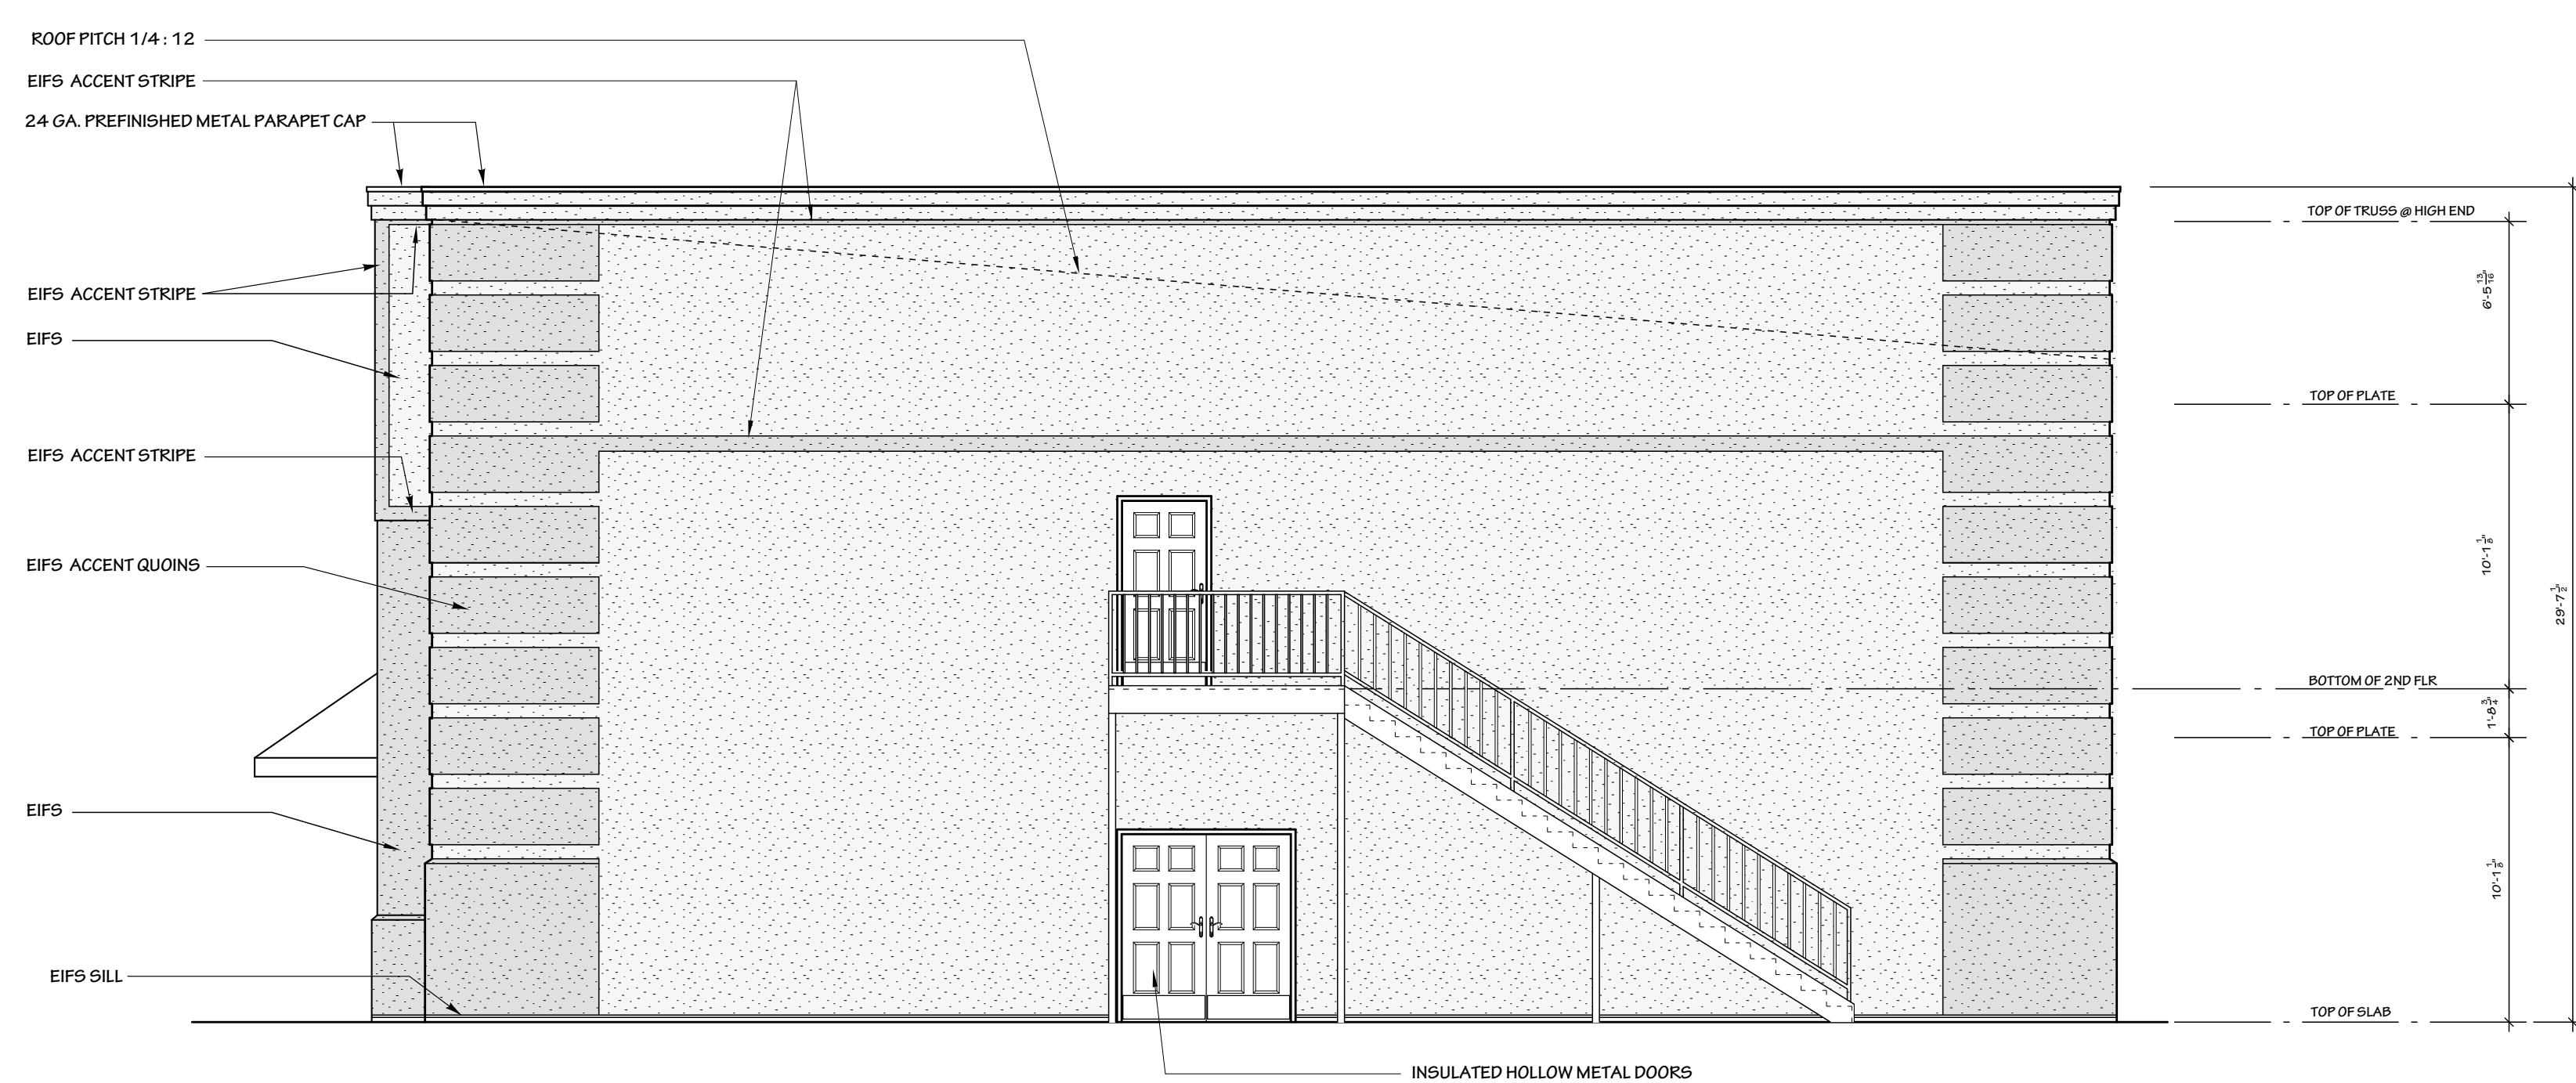 ROOF PITCH 1/4 : 12
EIFS ACCENT STRIPE
24 GA. PREFINISHED METAL PARAPET CAP
EIFS ACCENT STRIPE
EIFS
EIFS ACCENT STRIPE
EIFS ACCENT QUOINS
EIFS
EIFS SILL
INSULATED HOLLOW METAL DOORS
TOP OF TRUSS @ HIGH END
6'-5 13/16"
TOP OF PLATE
10'-1 1/8"
29'-7 1/2"
BOTTOM OF 2ND FLR
1'-8 3/4"
TOP OF PLATE
10'-1 1/8"
TOP OF SLAB